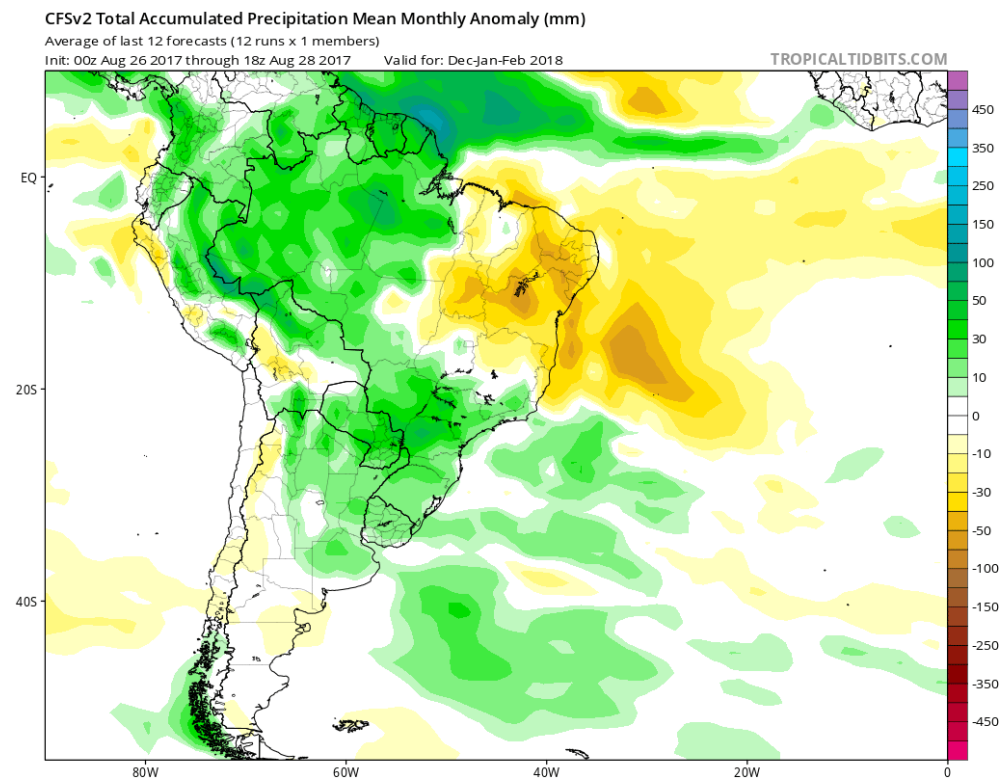 CFSv2 Total Accumulated Precipitation Mean Monthly Anomaly (mm)
Average of last 12 forecasts (12 runs x 1 members)
Init: 00z Aug 26 2017 through 18z Aug 28 2017 Valid for: Dec-Jan-Feb 2018
TROPICALTIDBITS.COM
EQ
20S
40S
80W
60W
40W
20W
0
450
350
250
150
100
50
30
10
0
-10
-30
-50
-100
-150
-250
-350
-450